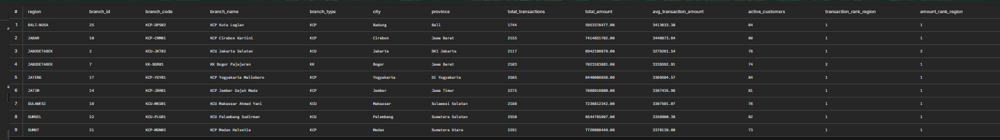 # region branch_id branch_code branch_name branch_type city province total_transactions total_amount avg_transaction_amount active_customers transaction_rank_region amount_rank_region
1 BALI-NUSA 25 KCP-DPS02 KCP Kuta Legian KCP Badung Bali 1744 5953376477.00 3413633.30 64 1 1
2 JABAR 10 KCP-CRM01 KCP Cirebon Kartini KCP Cirebon Jawa Barat 2155 7414651702.00 3440673.64 80 1 1
3 JABODETABEK 2 KCU-JKT02 KCU Jakarta Selatan KCU Jakarta DKI Jakarta 2117 6942196679.00 3279261.54 78 1 2
4 JABODETABEK 7 KK-BGR01 KK Bogor Pajajaran KK Bogor Jawa Barat 2103 7023163881.00 3339592.91 74 2 1
5 JATENG 17 KCP-YGY01 KCP Yogyakarta Malioboro KCP Yogyakarta DI Yogyakarta 2505 8440608956.00 3369504.57 84 1 1
6 JATIM 14 KCP-JBR01 KCP Jember Gajah Mada KCP Jember Jawa Timur 2275 7660916800.00 3367435.96 81 1 1
7 SULAWESI 18 KCU-MKS01 KCU Makassar Ahmad Yani KCU Makassar Sulawesi Selatan 2188 7236812342.00 3307501.07 76 1 1
8 SUMSEL 22 KCU-PLG01 KCU Palembang Sudirman KCU Palembang Sumatera Selatan 2550 8544795997.00 3350900.39 82 1 1
9 SUMUT 21 KCP-MDN02 KCP Medan Helvetia KCP Medan Sumatera Utara 2291 7720988449.00 3370139.00 73 1 1